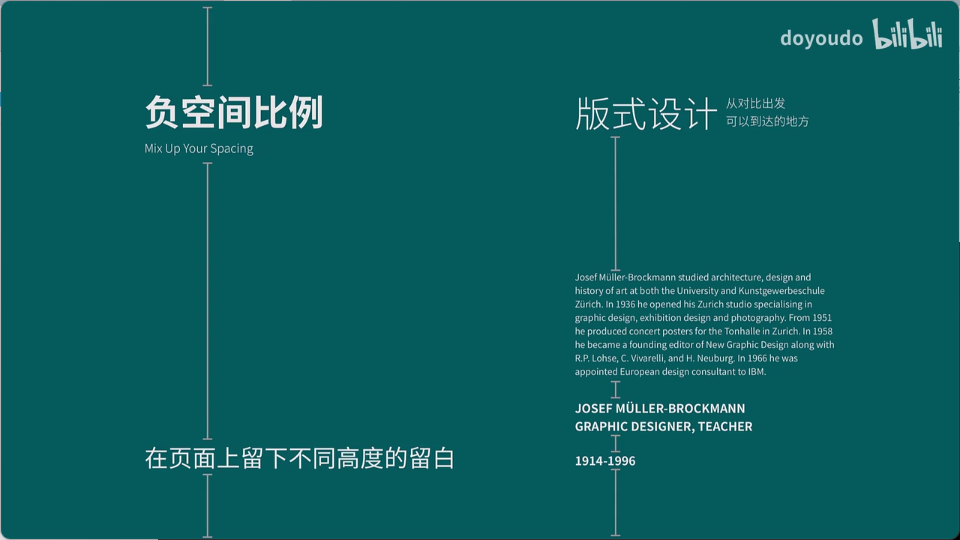 doyoudo bilibili
负空间比例
Mix Up Your Spacing
在页面上留下不同高度的留白
版式设计
从对比出发
可以到达的地方
Josef Müller-Brockmann studied architecture, design and
history of art at both the University and Kunstgewerbeschule
Zürich. In 1936 he opened his Zurich studio specialising in
graphic design, exhibition design and photography. From 1951
he produced concert posters for the Tonhalle in Zurich. In 1958
he became a founding editor of New Graphic Design along with
R.P. Lohse, C. Vivarelli, and H. Neuburg. In 1966 he was
appointed European design consultant to IBM.
JOSEF MÜLLER-BROCKMANN
GRAPHIC DESIGNER, TEACHER
1914-1996